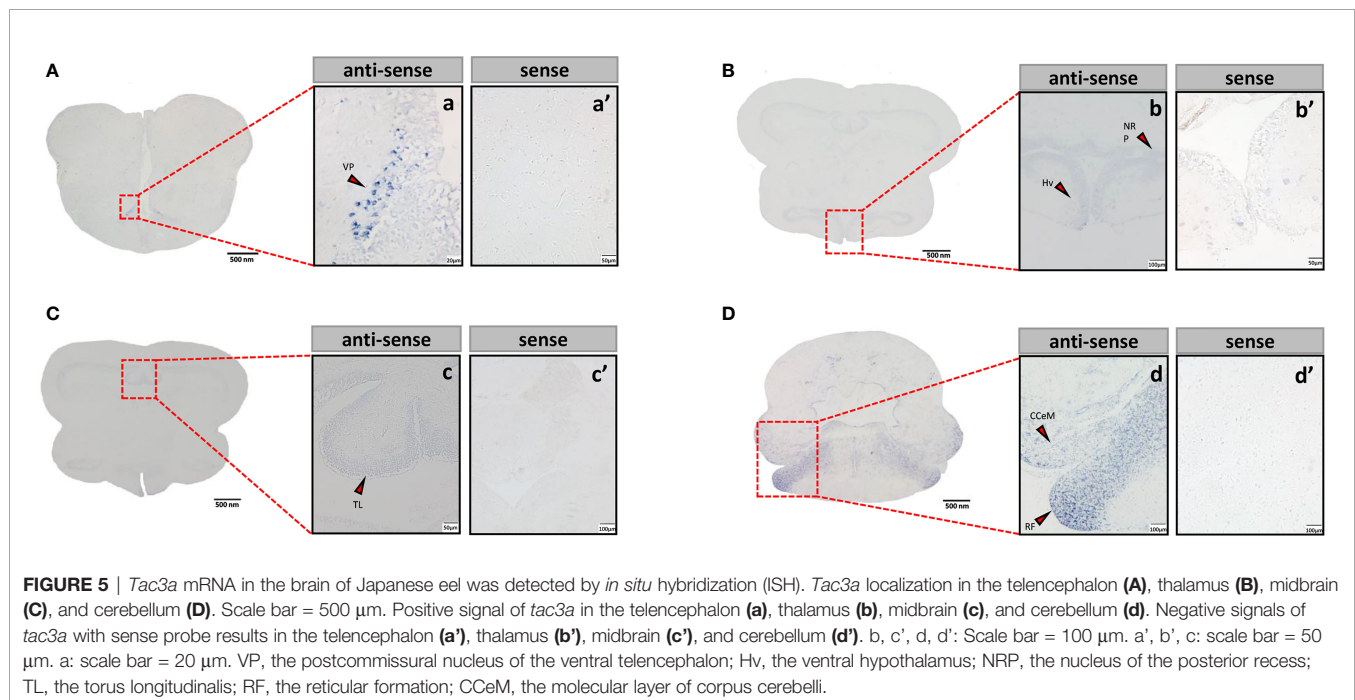 A
anti-sense
sense
a
a’
VP
20μm
50μm
500 nm
B
anti-sense
sense
b
b’
NR
P
Hv
100μm
50μm
500 nm
C
anti-sense
sense
c
c’
TL
50μm
100μm
500 nm
D
anti-sense
sense
d
d’
CCeM
RF
100μm
100μm
500 nm
FIGURE 5 | Tac3a mRNA in the brain of Japanese eel was detected by in situ hybridization (ISH). Tac3a localization in the telencephalon (A), thalamus (B), midbrain
(C), and cerebellum (D). Scale bar = 500 μm. Positive signal of tac3a in the telencephalon (a), thalamus (b), midbrain (c), and cerebellum (d). Negative signals of
tac3a with sense probe results in the telencephalon (a’), thalamus (b’), midbrain (c’), and cerebellum (d’). b, c’, d, d’: Scale bar = 100 μm. a’, b’, c: scale bar = 50
μm. a: scale bar = 20 μm. VP, the postcommissural nucleus of the ventral telencephalon; Hv, the ventral hypothalamus; NRP, the nucleus of the posterior recess;
TL, the torus longitudinalis; RF, the reticular formation; CCeM, the molecular layer of corpus cerebelli.